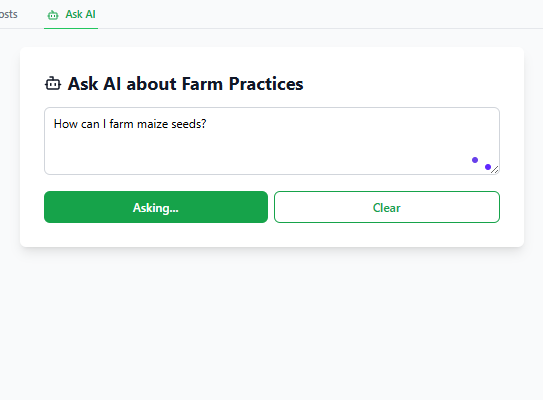 osts
Ask AI
Ask AI about Farm Practices
How can I farm maize seeds?
Asking...
Clear